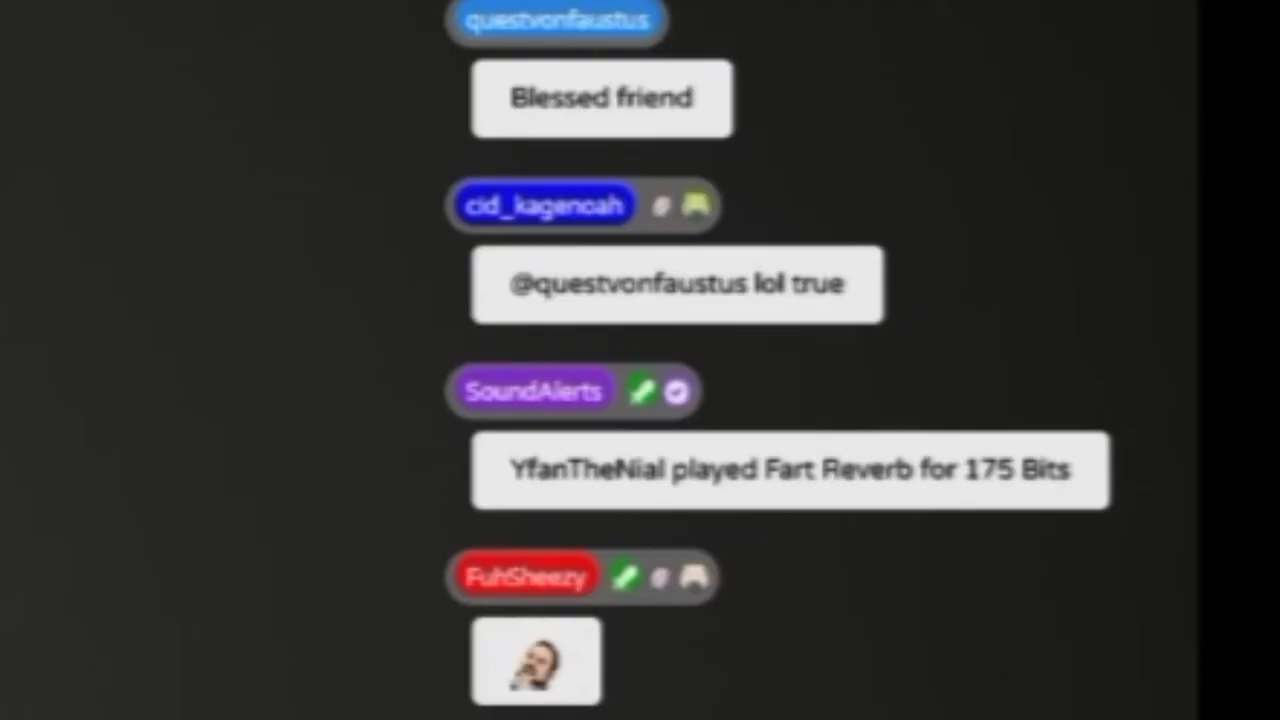 questvonfaustus
Blessed friend
cid_kagenoah
@questvonfaustus lol true
SoundAlerts
YfanTheNial played Fart Reverb for 175 Bits
FuhSheezy